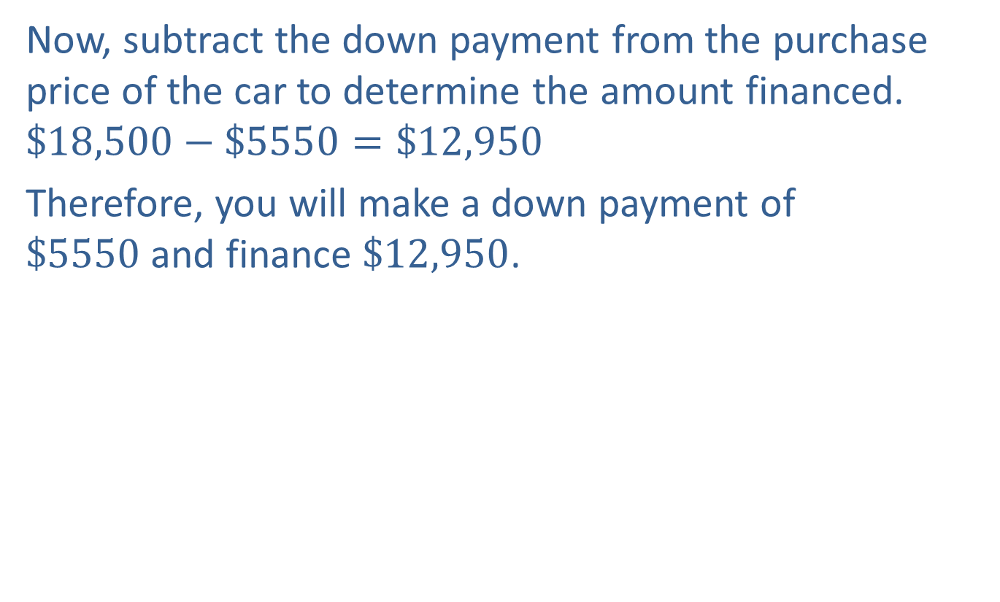 Now, subtract the down payment from the purchase
price of the car to determine the amount financed.
$18,500 − $5550 = $12,950
Therefore, you will make a down payment of
$5550 and finance $12,950.